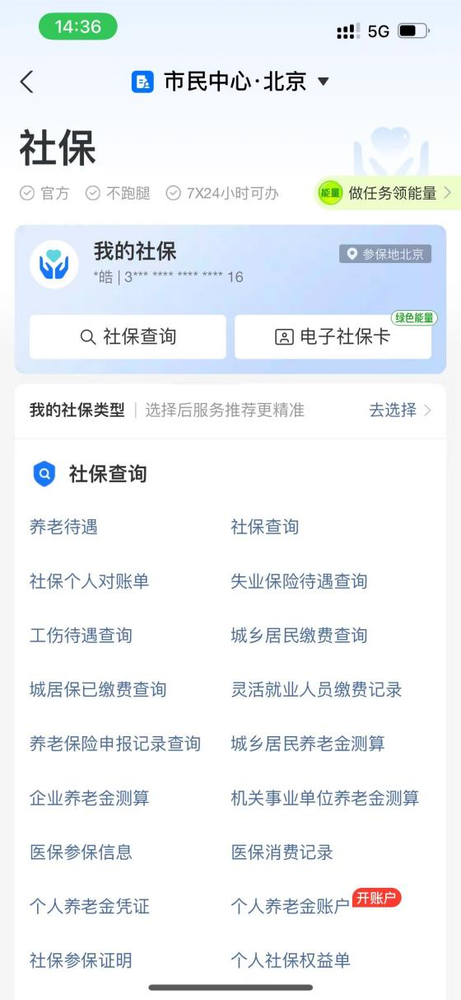 14:36
5G
市民中心·北京
社保
官方 不跑腿 7X24小时可办
能量 做任务领能量
我的社保
参保地北京
*皓 | 3*** **** **** **** 16
绿色能量
社保查询 电子社保卡
我的社保类型 | 选择后服务推荐更精准 去选择
社保查询
养老待遇 社保查询
社保个人对账单 失业保险待遇查询
工伤待遇查询 城乡居民缴费查询
城居保已缴费查询 灵活就业人员缴费记录
养老保险申报记录查询 城乡居民养老金测算
企业养老金测算 机关事业单位养老金测算
医保参保信息 医保消费记录
个人养老金凭证 个人养老金账户 开账户
社保参保证明 个人社保权益单